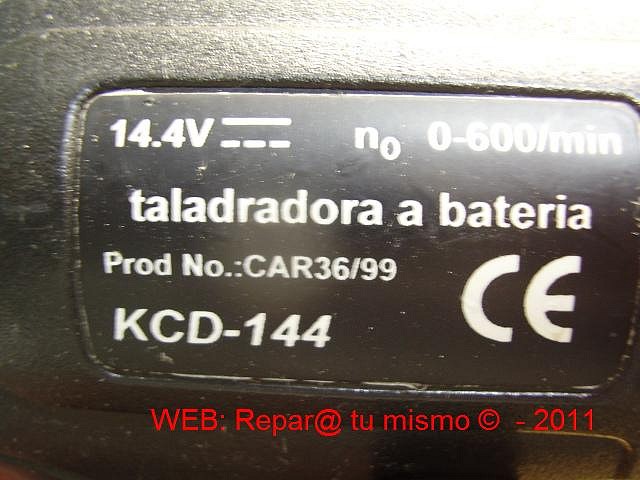 14.4V n0 0-600/min
taladradora a bateria
Prod No.:CAR36/99
CE
KCD-144
WEB: Repar@ tu mismo © - 2011